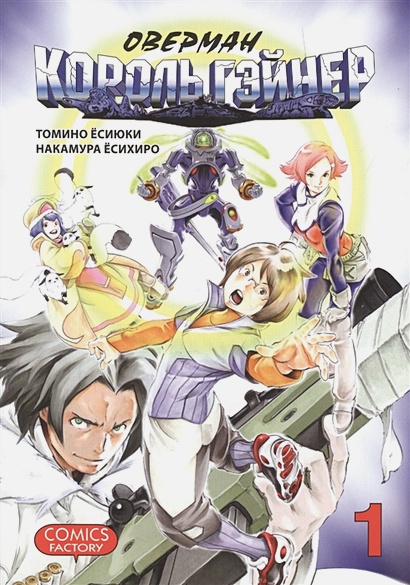 ОВЕРМАН
КОРОЛЬ ГЭЙНЕР
ТОМИНО ЁСИЮКИ
НАКАМУРА ЁСИХИРО
COMICS
FACTORY
1